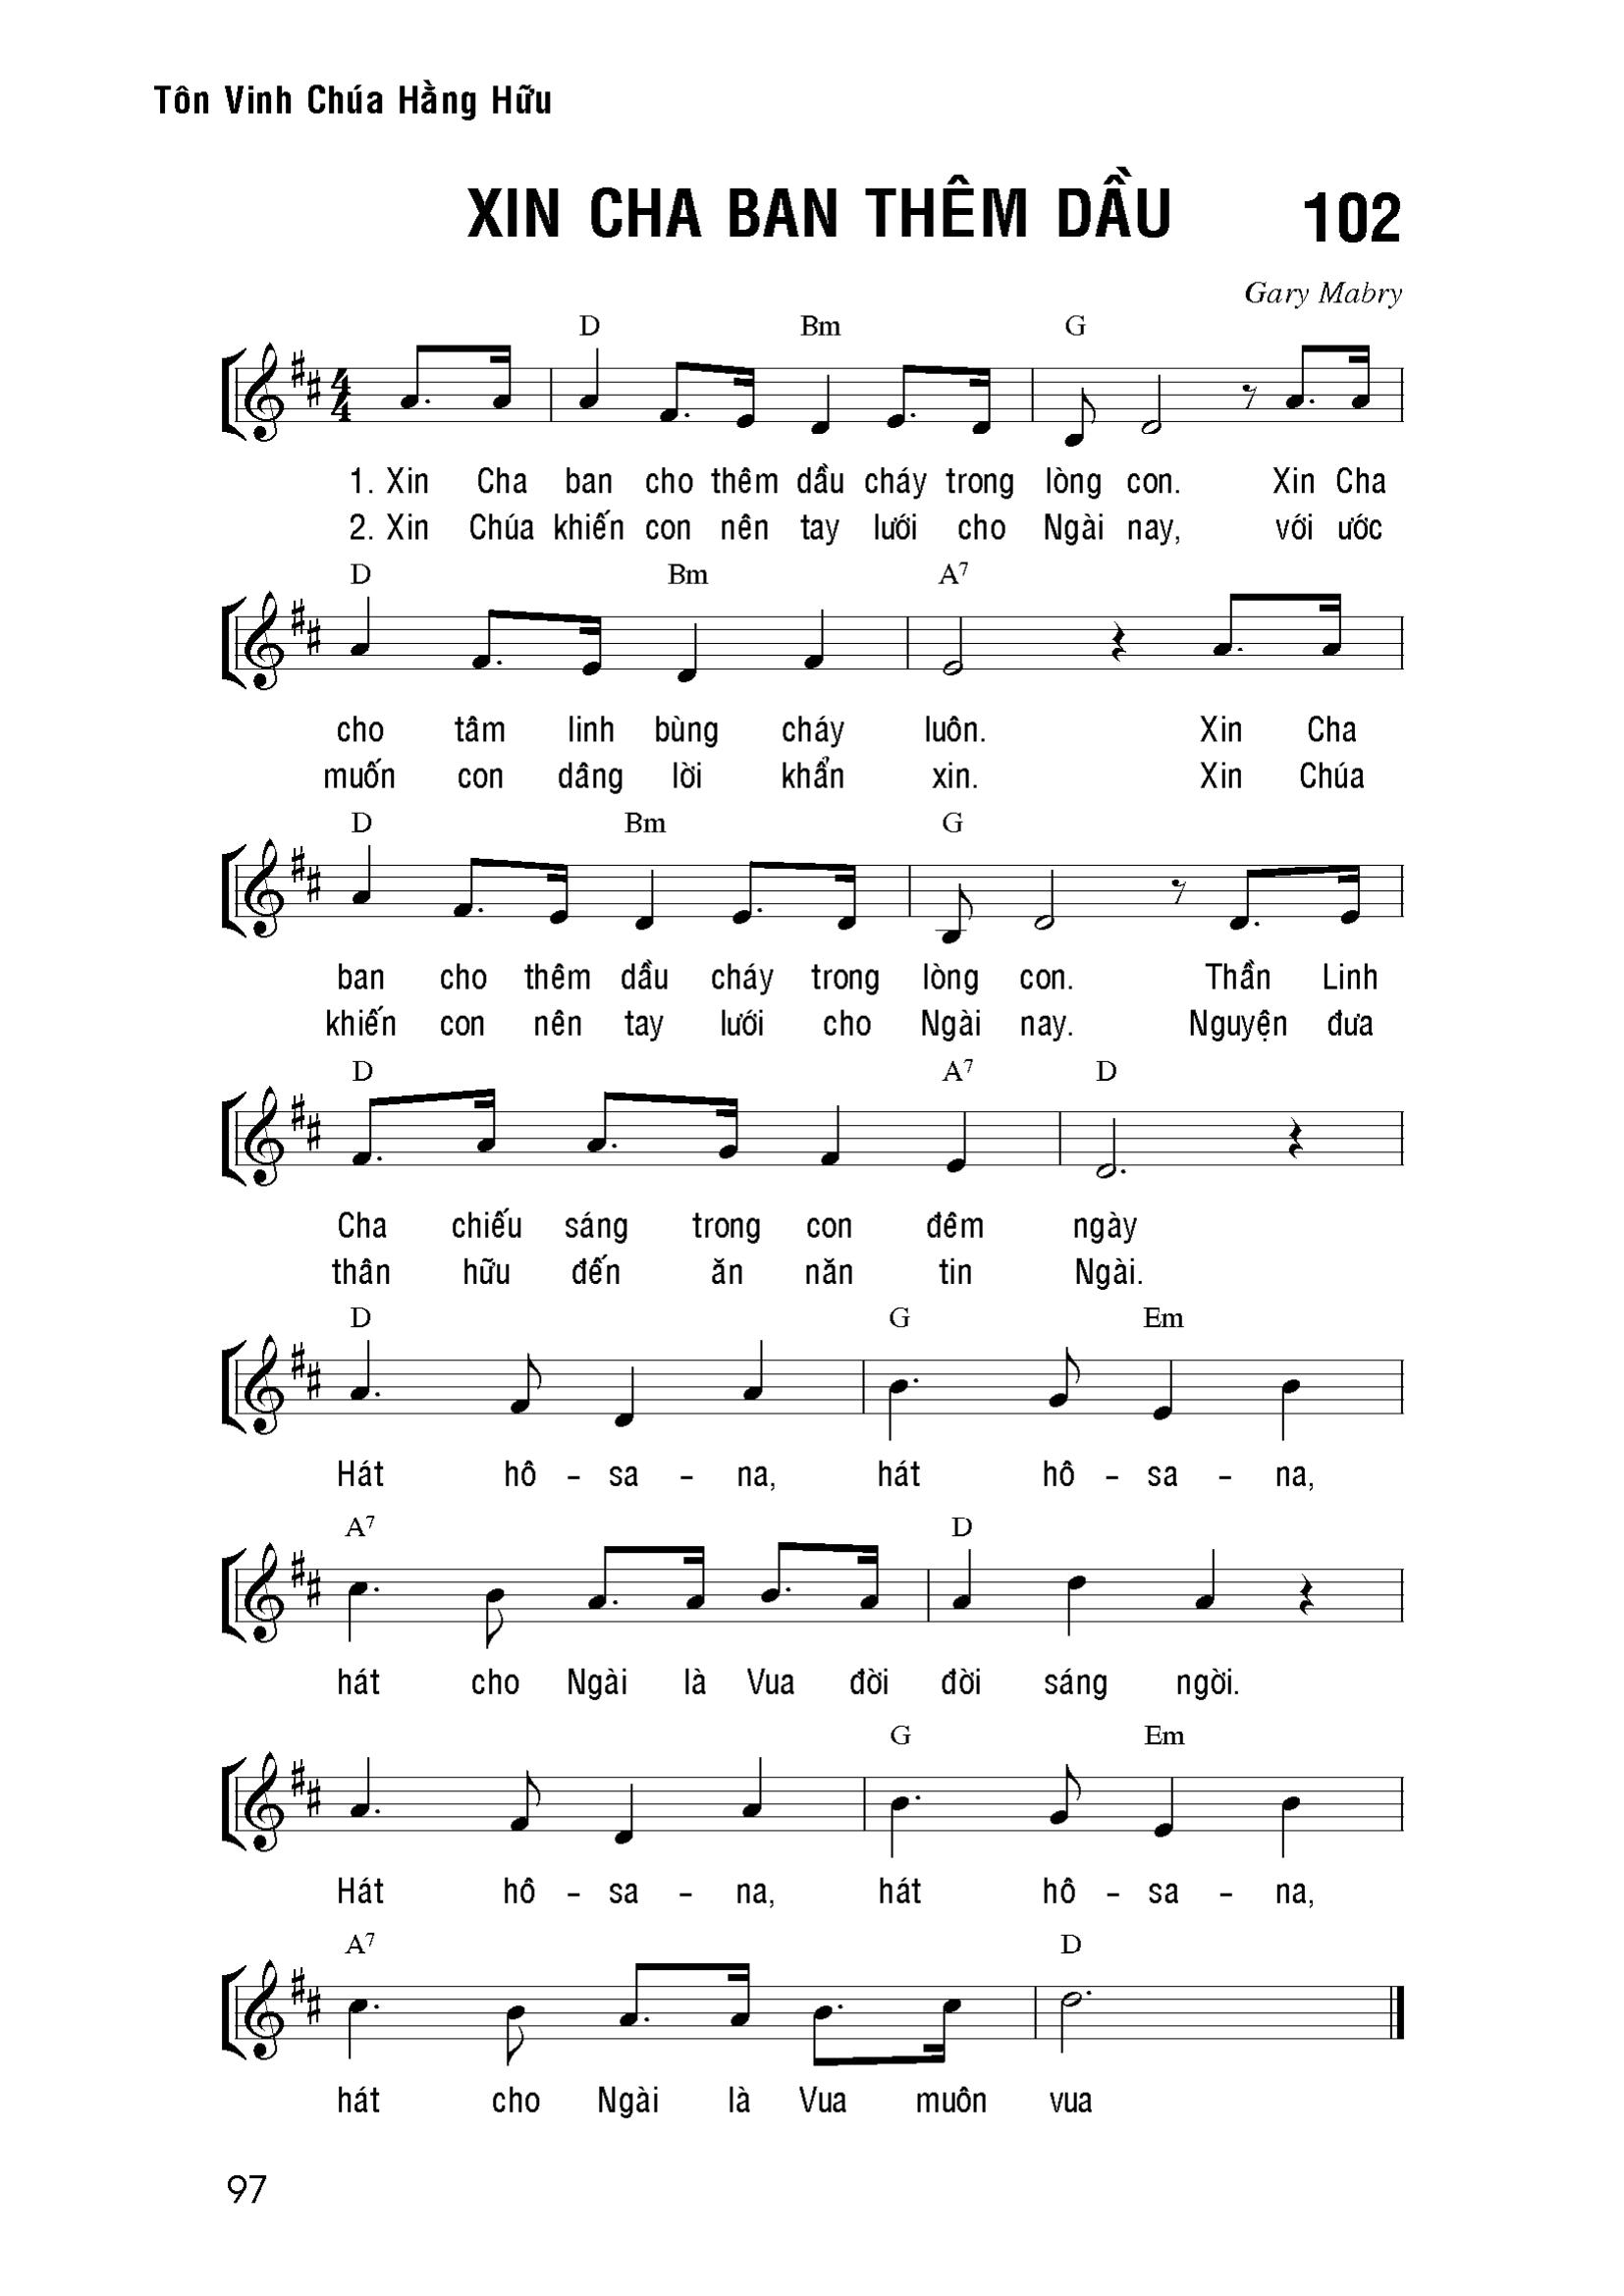 Tôn Vinh Chúa Hằng Hữu
XIN CHA BAN THÊM DẦU 102
Gary Mabry
D Bm G
1. Xin Cha ban cho thêm dầu cháy trong lòng con. Xin Cha
2. Xin Chúa khiến con nên tay lưới cho Ngài nay, với ước
D Bm A7
cho tâm linh bùng cháy luôn. Xin Cha
muốn con dâng lời khẩn xin. Xin Chúa
D Bm G
ban cho thêm dầu cháy trong lòng con. Thần Linh
khiến con nên tay lưới cho Ngài nay. Nguyện đưa
D A7 D
Cha chiếu sáng trong con đêm ngày
thân hữu đến ăn năn tin Ngài.
D G Em
Hát hô - sa - na, hát hô - sa - na,
A7 D
hát cho Ngài là Vua đời đời sáng ngời.
G Em
Hát hô - sa - na, hát hô - sa - na,
A7 D
hát cho Ngài là Vua muôn vua
97